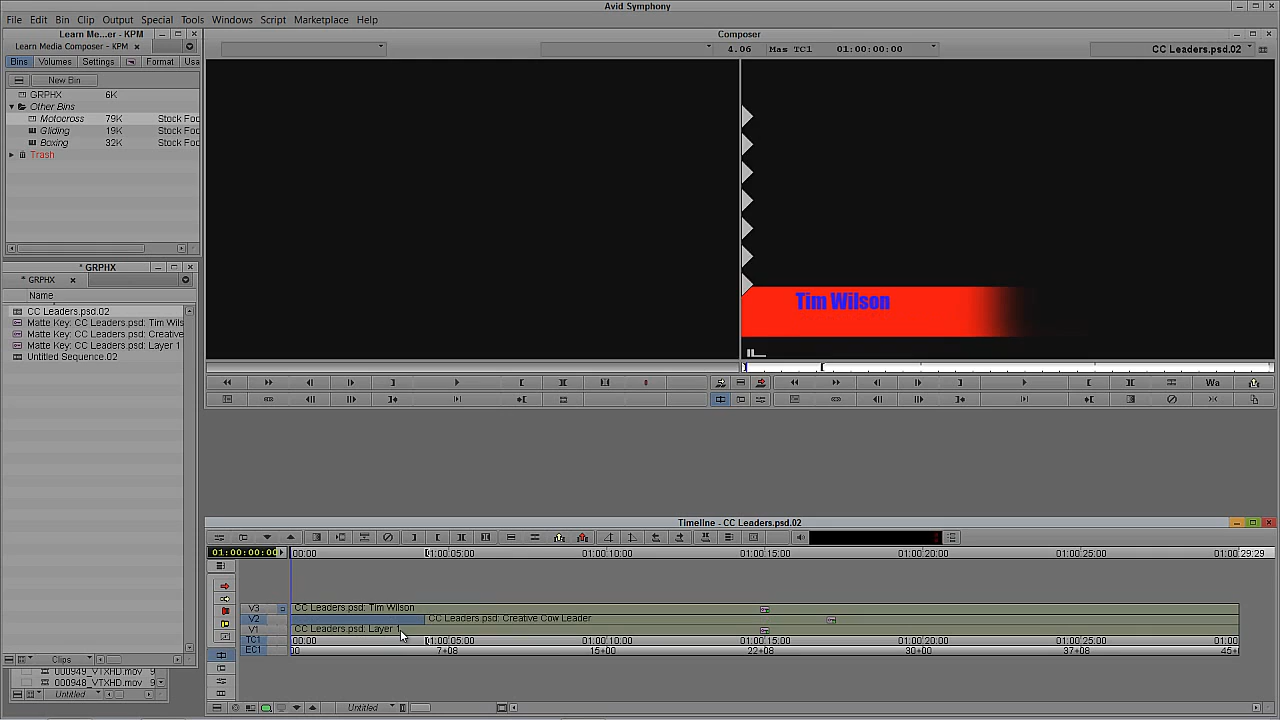 Avid Symphony
File Edit Bin Clip Output Special Tools Windows Script Marketplace Help
Learn Me...er - KPM
Composer
Learn Media Composer - KPM
4.06 Mas TC1 01:00:00:00 CC Leaders.psd.02
Bins Volumes Settings Format Usa
New Bin
GRPHX 6K
Other Bins
Motocross 79K Stock Foo
Gliding 19K Stock Foo
Boxing 32K Stock Foo
Trash
* GRPHX
* GRPHX
Name
CC Leaders.psd.02
Matte Key: CC Leaders psd: Tim Wils
Matte Key: CC Leaders psd: Creative
Matte Key: CC Leaders psd: Layer 1
Untitled Sequence.02
Tim Wilson
Wa
Timeline - CC Leaders.psd.02
01:00:00:00 00:00 01:00:05:00 01:00:10:00 01:00:15:00 01:00:20:00 01:00:25:00 01:00:29:29
V3 CC Leaders psd: Tim Wilson
V2 CC Leaders psd: Creative Cow Leader
V1 CC Leaders psd: Layer 1
TC1 00:00 01:00:05:00 01:00:10:00 01:00:15:00 01:00:20:00 01:00:25:00
EC1 00 7+08 15+00 22+08 30+00 37+08 45+
Clips
000949_VTXHD.mov 9
000948_VTXHD.mov 9
Untitled
Untitled